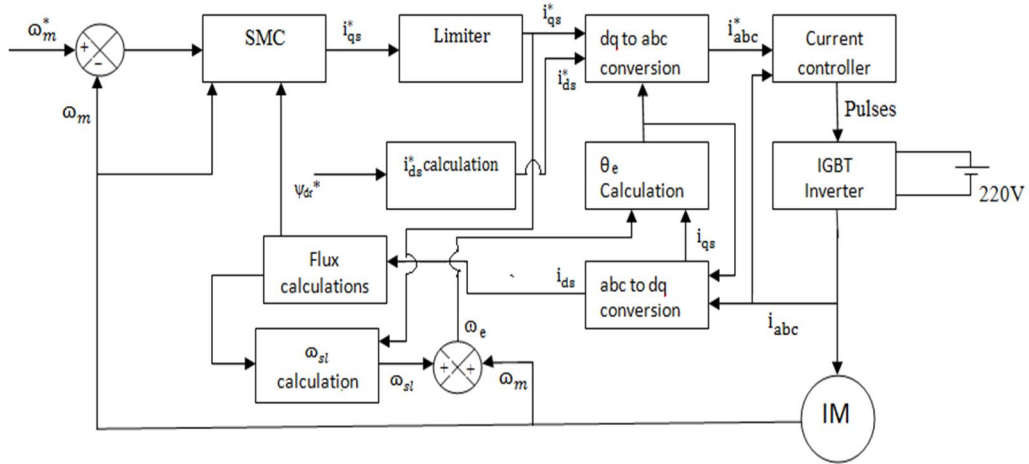 ω*m
+
-
ωm
SMC
i*qs
Limiter
i*qs
i*ds
dq to abc
conversion
i*abc
Current
controller
Pulses
IGBT
Inverter
220V
ψdr*
i*ds calculation
θe
Calculation
iqs
Flux
calculations
ids
abc to dq
conversion
iabc
ωsl
calculation
ωsl
ωe
+ +
ωm
IM